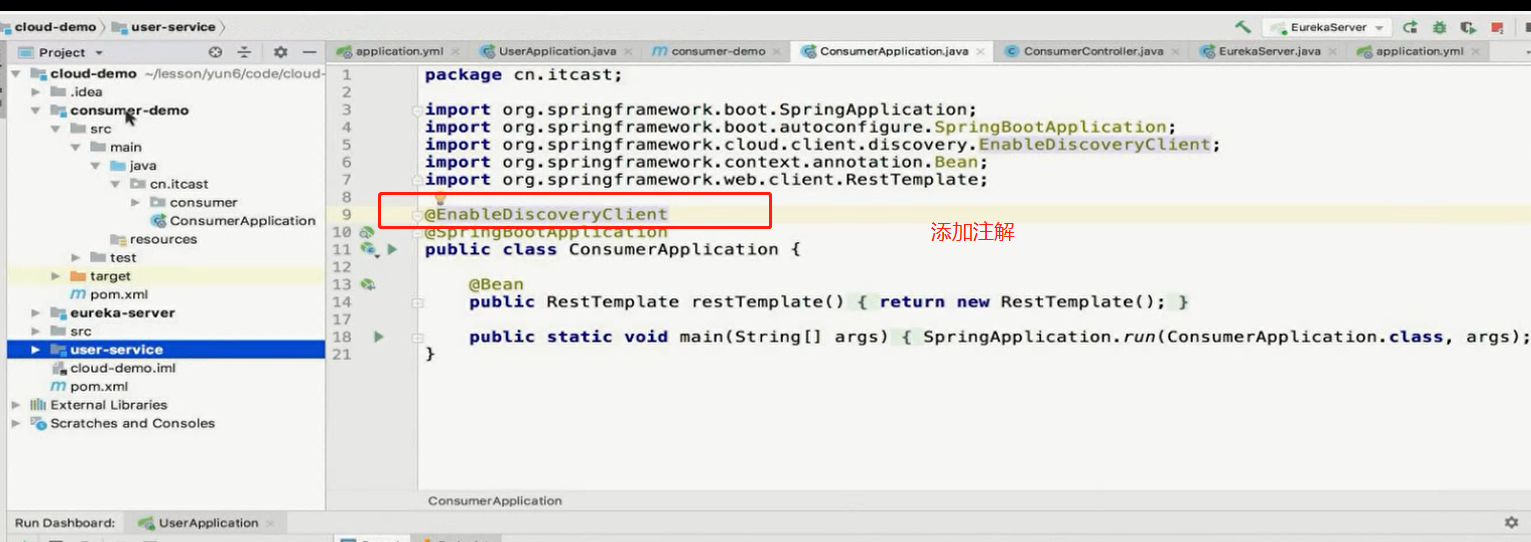 cloud-demo user-service EurekaServer
Project application.yml UserApplication.java consumer-demo ConsumerApplication.java ConsumerController.java EurekaServer.java application.yml
cloud-demo ~/lesson/yun6/code/cloud-
.idea
consumer-demo
src
main
java
cn.itcast
consumer
ConsumerApplication
resources
test
target
pom.xml
eureka-server
src
user-service
cloud-demo.iml
pom.xml
External Libraries
Scratches and Consoles
1 package cn.itcast;
2
3 import org.springframework.boot.SpringApplication;
4 import org.springframework.boot.autoconfigure.SpringBootApplication;
5 import org.springframework.cloud.client.discovery.EnableDiscoveryClient;
6 import org.springframework.context.annotation.Bean;
7 import org.springframework.web.client.RestTemplate;
8
9 @EnableDiscoveryClient
10 @SpringBootApplication
添加注解
11 public class ConsumerApplication {
12
13 @Bean
14 public RestTemplate restTemplate() { return new RestTemplate(); }
17
18 public static void main(String[] args) { SpringApplication.run(ConsumerApplication.class, args);
21 }
ConsumerApplication
Run Dashboard: UserApplication